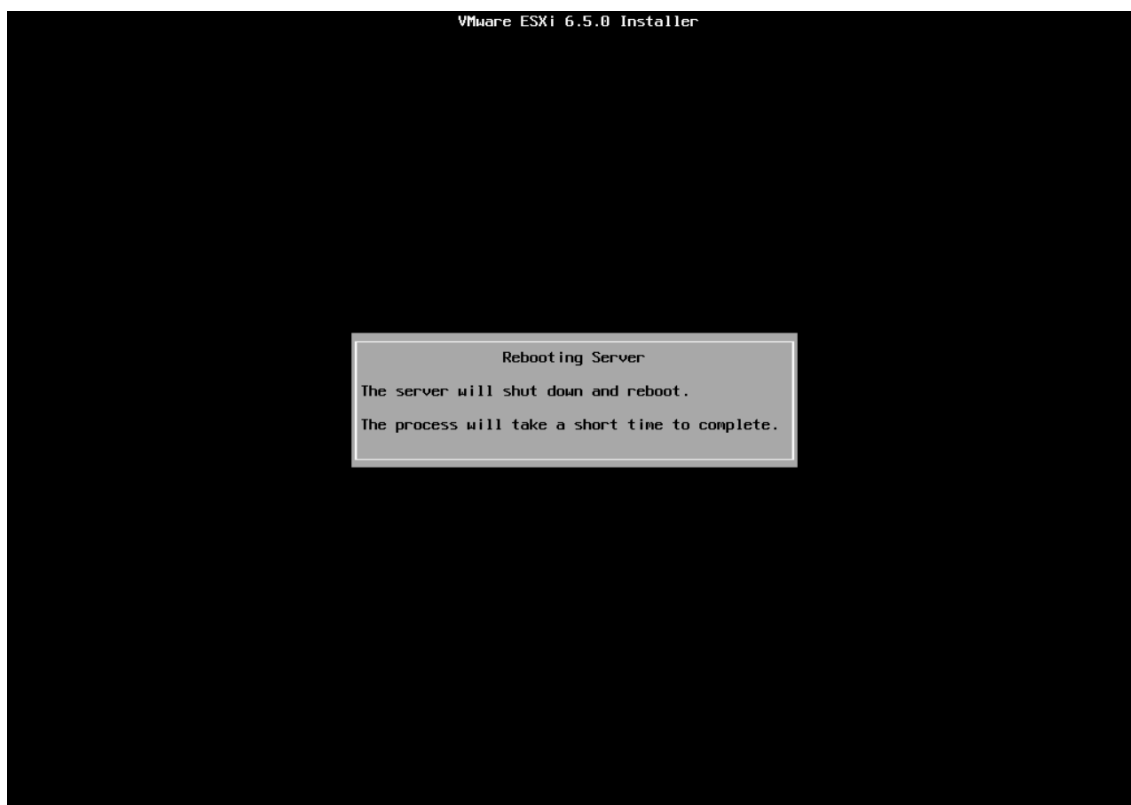 VMware ESXi 6.5.0 Installer
Rebooting Server
The server will shut down and reboot.
The process will take a short time to complete.